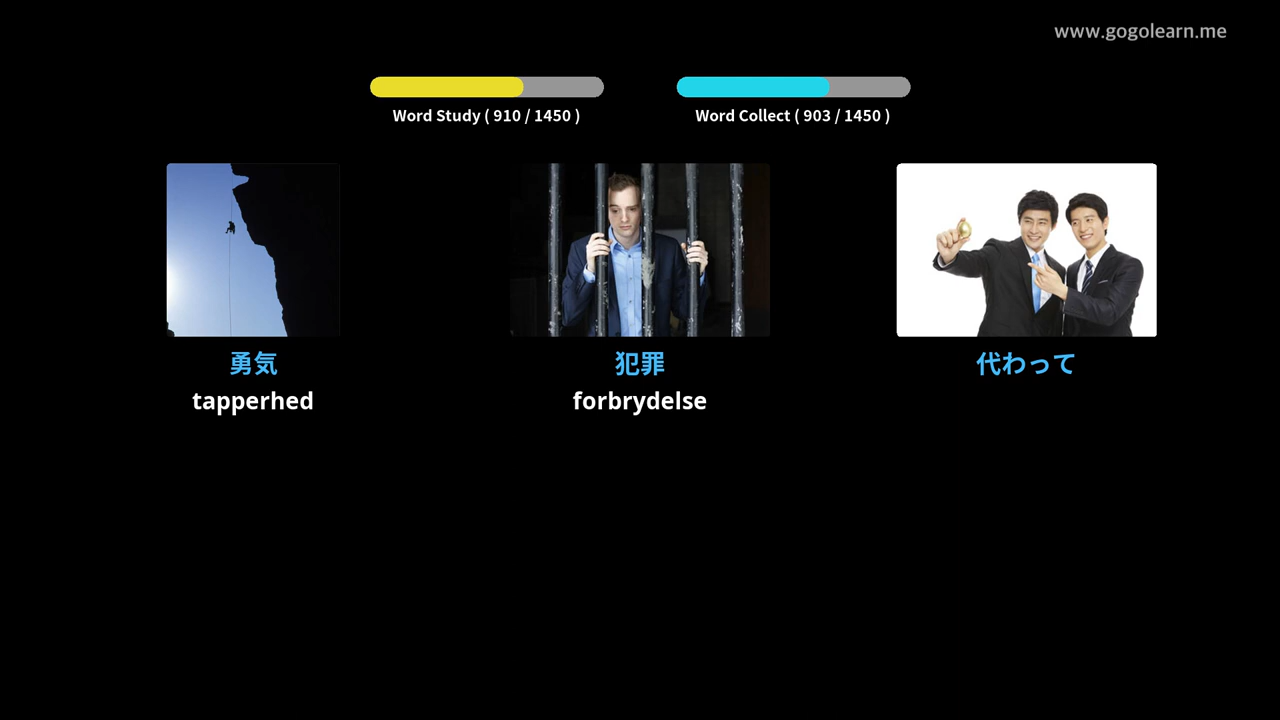 www.gogolearn.me
Word Study ( 910 / 1450 )
Word Collect ( 903 / 1450 )
勇気
tapperhed
犯罪
forbrydelse
代わって